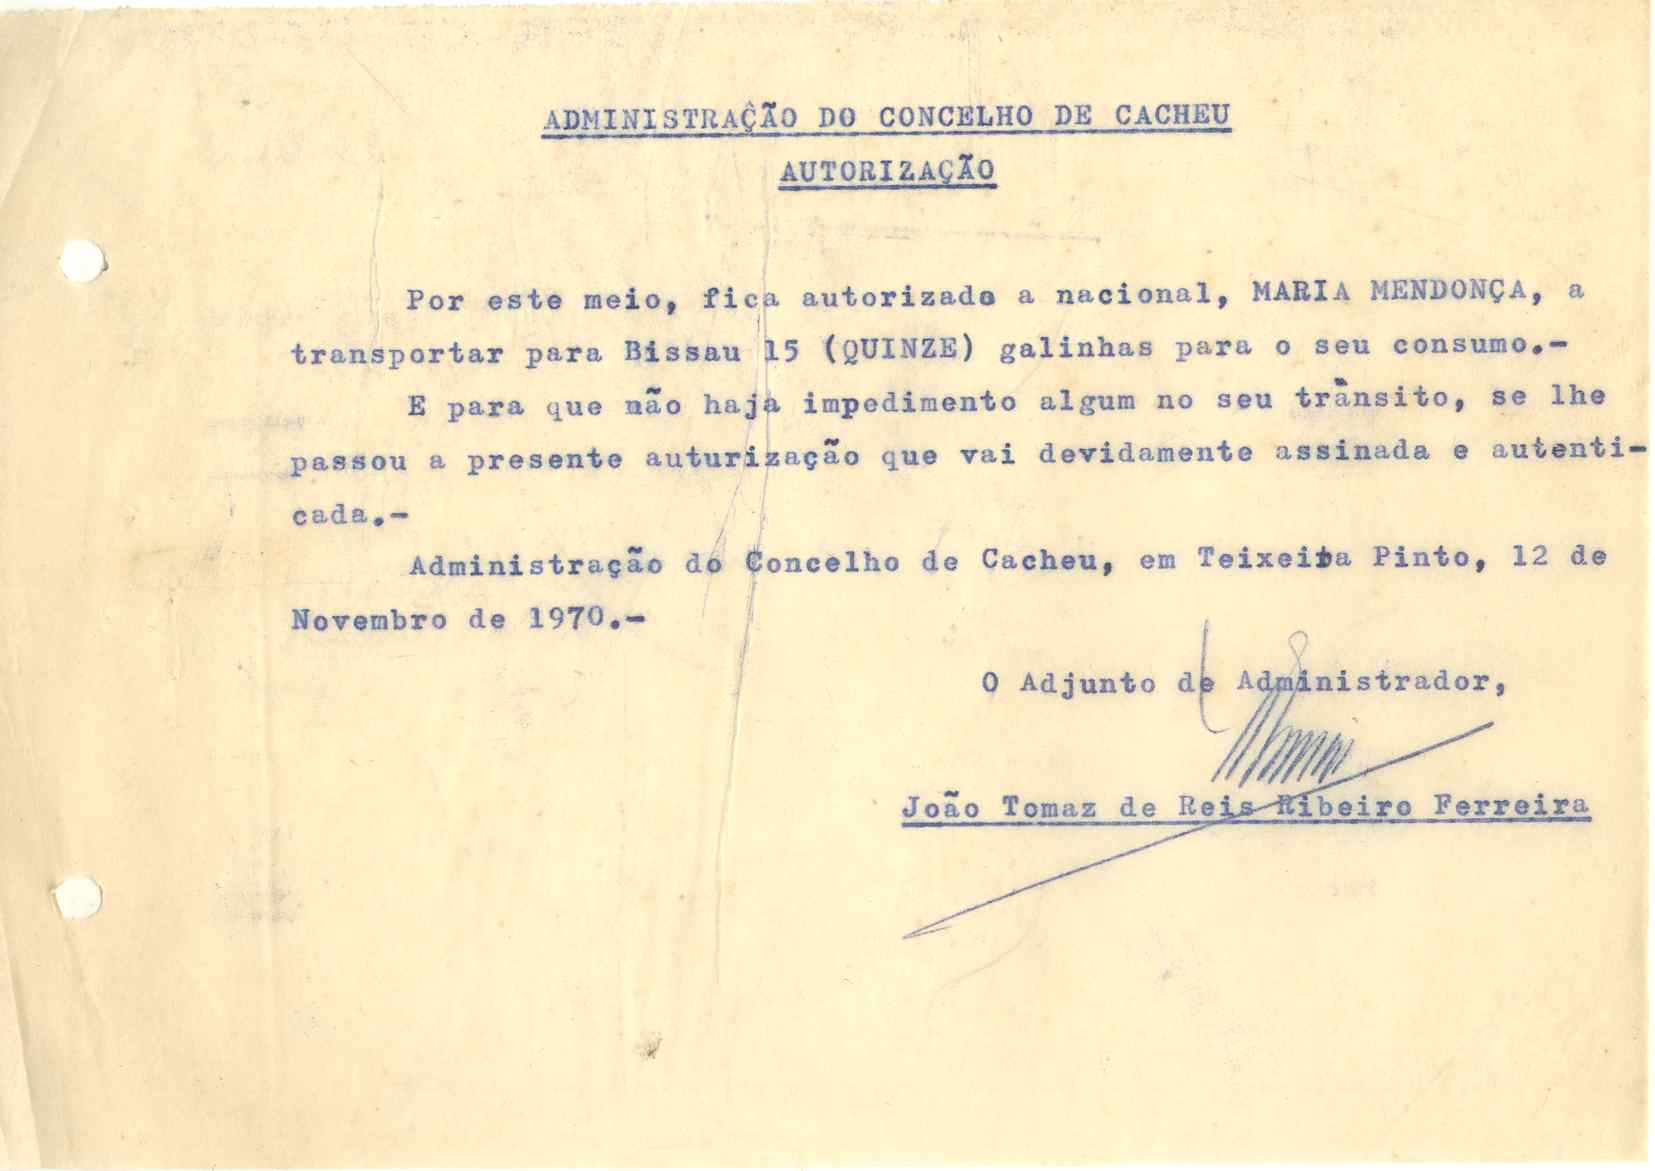 ADMINISTRAÇÃO DO CONCELHO DE CACHEU
AUTORIZAÇÃO
Por este meio, fica autorizado a nacional, MARIA MENDONÇA, a
transportar para Bissau 15 (QUINZE) galinhas para o seu consumo.-
E para que não haja impedimento algum no seu trânsito, se lhe
passou a presente auturização que vai devidamente assinada e autenti-
cada.-
Administração do Concelho de Cacheu, em Teixeira Pinto, 12 de
Novembro de 1970.-
O Adjunto de Administrador,
João Tomaz de Reis Ribeiro Ferreira